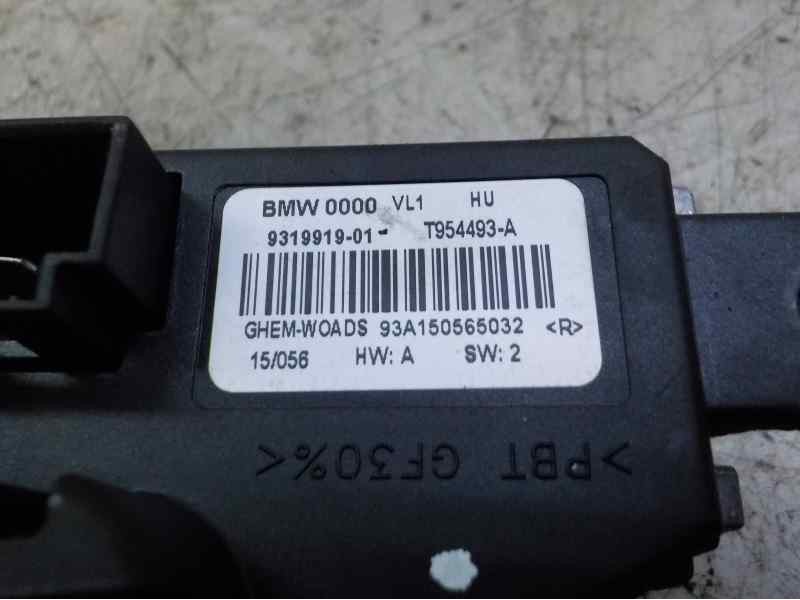 BMW 0000 VL1 HU
9319919-01- T954493-A
GHEM-WOADS 93A150565032 <R>
15/056 HW: A SW: 2
>PBT GF30%<